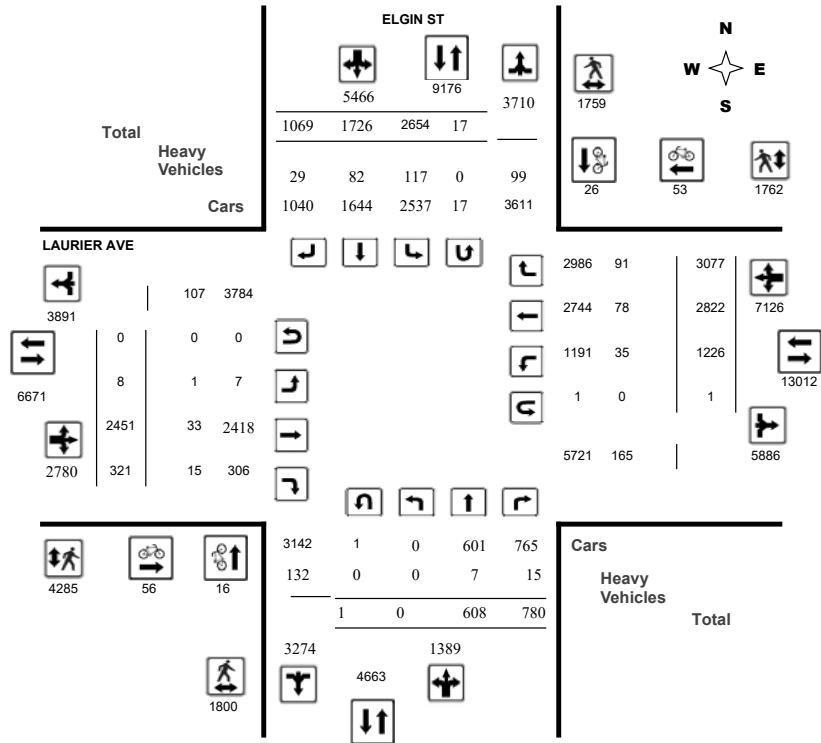 ELGIN ST
N
W E
S
5466 9176 3710 1759
Total 1069 1726 2654 17
Heavy
Vehicles
29 82 117 0 99
26 53 1762
Cars 1040 1644 2537 17 3611
LAURIER AVE
2986 91 3077
107 3784
3891
2744 78 2822 7126
0 0 0
1191 35 1226
6671 8 1 7
13012
1 0 1
2451 33 2418
2780 321 15 306
5721 165 5886
3142 1 0 601 765 Cars
132 0 0 7 15 Heavy
Vehicles
4285 56 16
1 0 608 780 Total
3274 1389
4663
1800